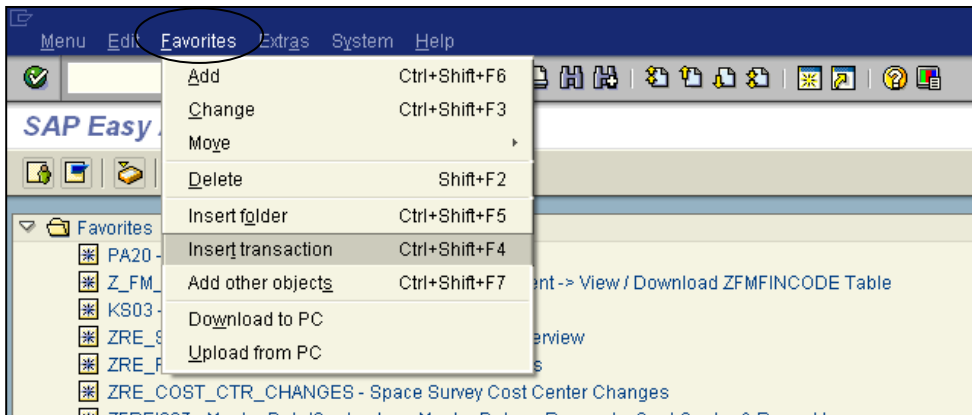 Menu Edit Favorites Extras System Help
Add Ctrl+Shift+F6
Change Ctrl+Shift+F3
SAP Easy
Move
Delete Shift+F2
Insert folder Ctrl+Shift+F5
Favorites
Insert transaction Ctrl+Shift+F4
PA20 -
Add other objects Ctrl+Shift+F7
Z_FM_ -> View / Download ZFMFINCODE Table
KS03 -
Download to PC
ZRE_ erview
Upload from PC
ZRE_ s
ZRE_COST_CTR_CHANGES - Space Survey Cost Center Changes